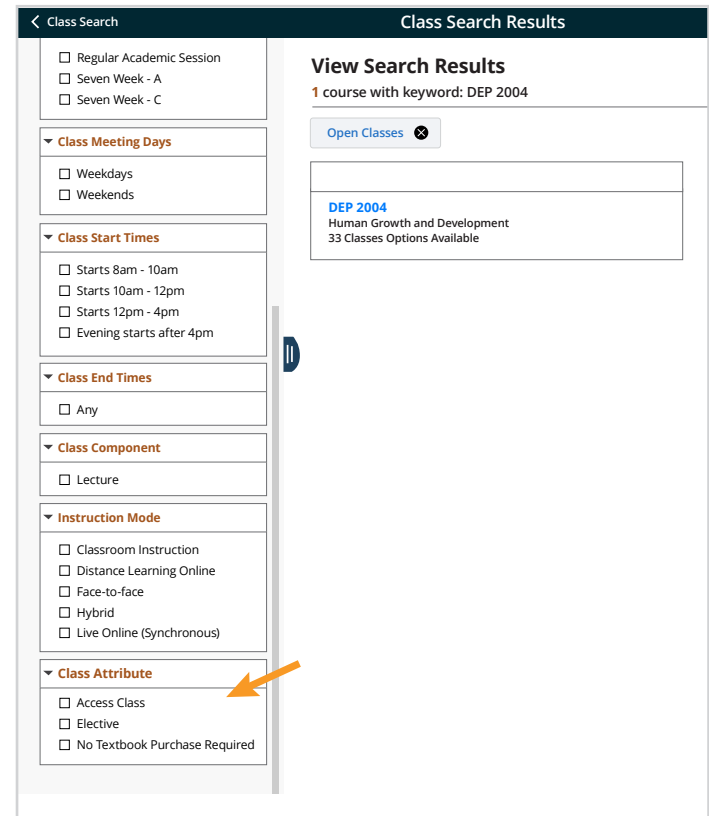 Class Search
Class Search Results
Regular Academic Session
Seven Week - A
Seven Week - C
Class Meeting Days
Weekdays
Weekends
Class Start Times
Starts 8am - 10am
Starts 10am - 12pm
Starts 12pm - 4pm
Evening starts after 4pm
Class End Times
Any
Class Component
Lecture
Instruction Mode
Classroom Instruction
Distance Learning Online
Face-to-face
Hybrid
Live Online (Synchronous)
Class Attribute
Access Class
Elective
No Textbook Purchase Required
View Search Results
1 course with keyword: DEP 2004
Open Classes
DEP 2004
Human Growth and Development
33 Classes Options Available